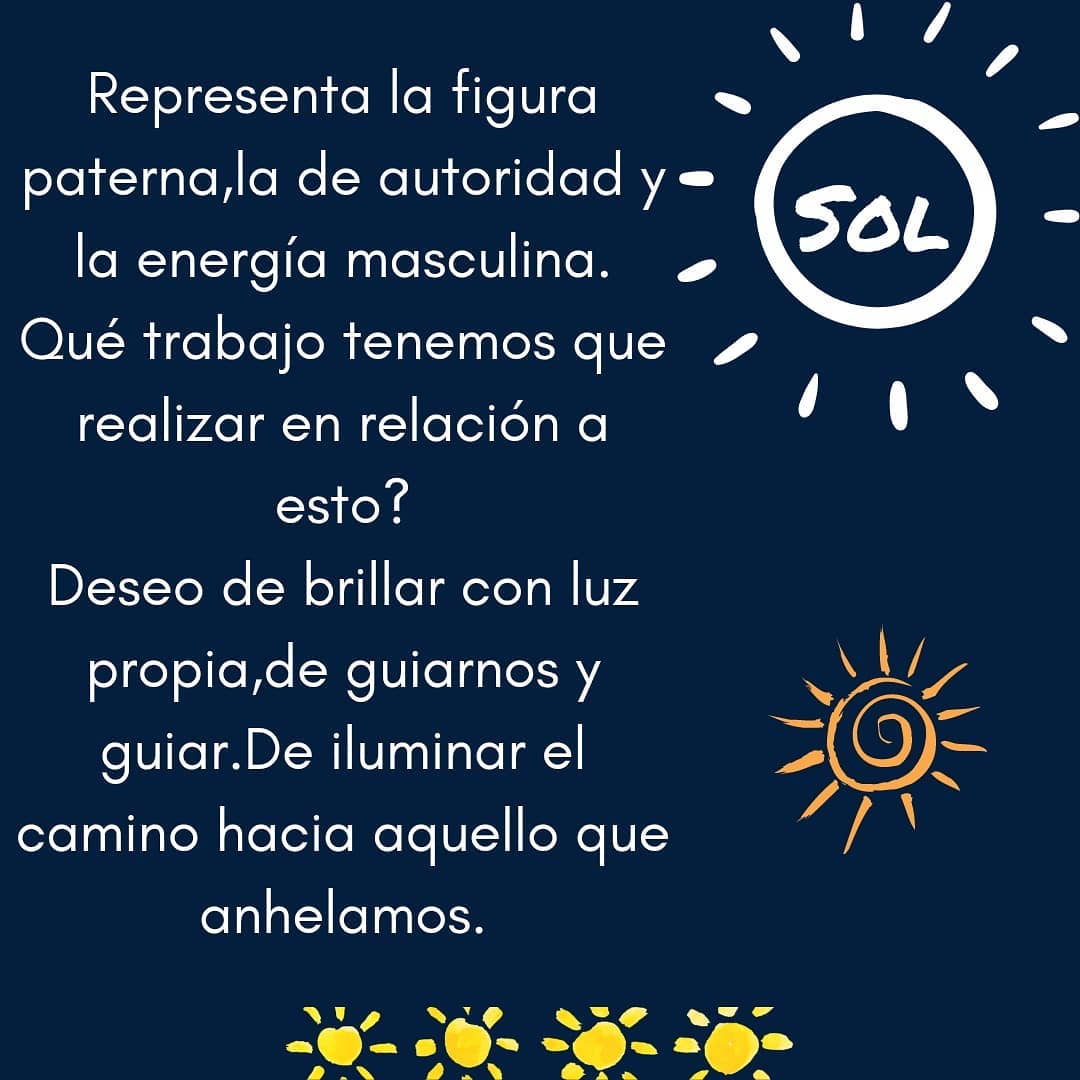 Representa la figura
paterna,la de autoridad y
la energía masculina.
Qué trabajo tenemos que
realizar en relación a
esto?
Deseo de brillar con luz
propia,de guiarnos y
guiar.De iluminar el
camino hacia aquello que
anhelamos.
SOL